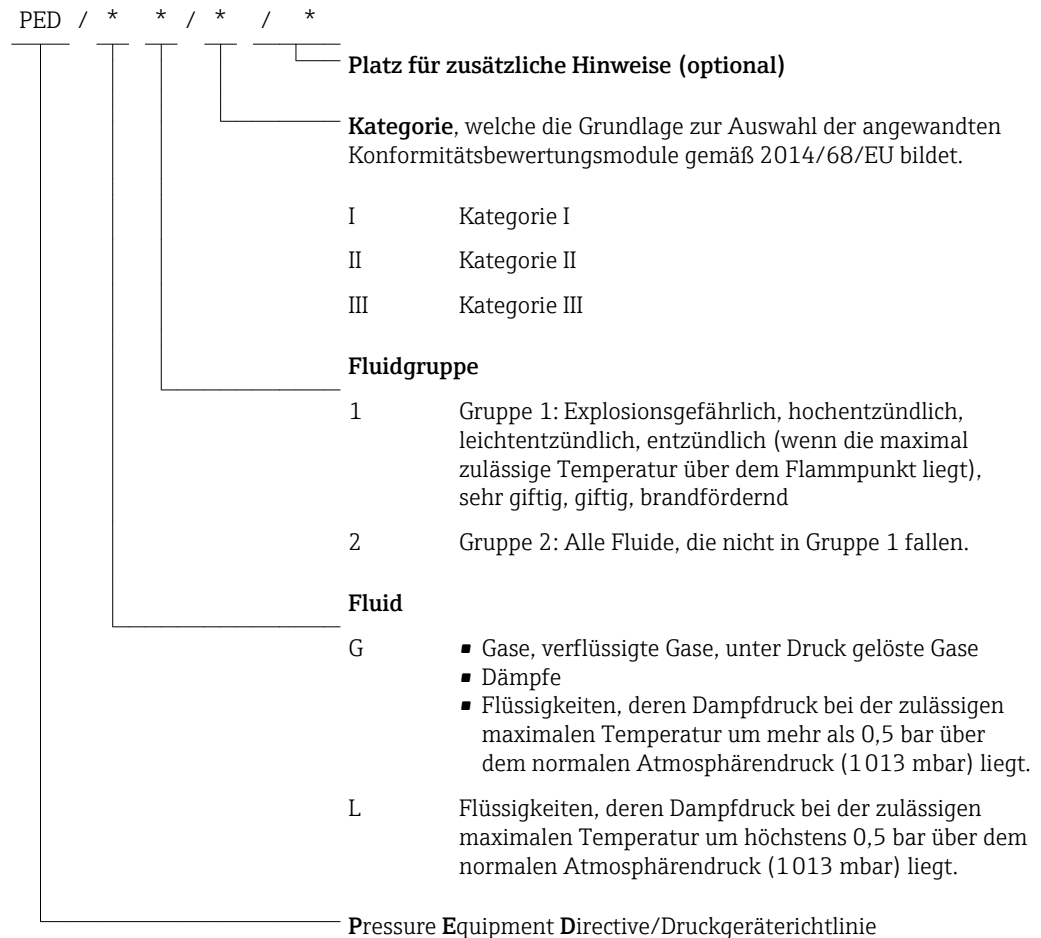 PED / * * / * / *
Platz für zusätzliche Hinweise (optional)
Kategorie, welche die Grundlage zur Auswahl der angewandten
Konformitätsbewertungsmodule gemäß 2014/68/EU bildet.
I Kategorie I
II Kategorie II
III Kategorie III
Fluidgruppe
1 Gruppe 1: Explosionsgefährlich, hochentzündlich,
leichtentzündlich, entzündlich (wenn die maximal
zulässige Temperatur über dem Flammpunkt liegt),
sehr giftig, giftig, brandfördernd
2 Gruppe 2: Alle Fluide, die nicht in Gruppe 1 fallen.
Fluid
G ▪ Gase, verflüssigte Gase, unter Druck gelöste Gase
▪ Dämpfe
▪ Flüssigkeiten, deren Dampfdruck bei der zulässigen
maximalen Temperatur um mehr als 0,5 bar über
dem normalen Atmosphärendruck (1013 mbar) liegt.
L Flüssigkeiten, deren Dampfdruck bei der zulässigen
maximalen Temperatur um höchstens 0,5 bar über dem
normalen Atmosphärendruck (1013 mbar) liegt.
Pressure Equipment Directive/Druckgeräterichtlinie